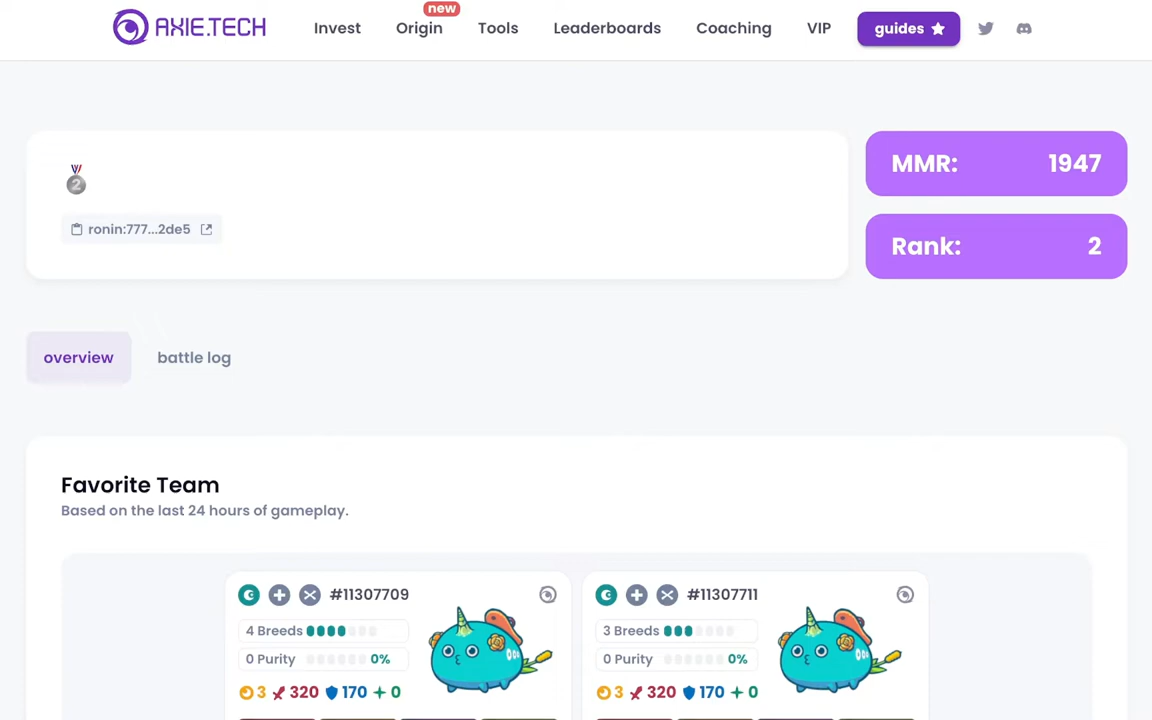 AXIE.TECH Invest Origin new Tools Leaderboards Coaching VIP guides
2
MMR: 1947
ronin:777...2de5
Rank: 2
overview battle log
Favorite Team
Based on the last 24 hours of gameplay.
#11307709
4 Breeds
0 Purity 0%
3 320 170 0
#11307711
3 Breeds
0 Purity 0%
3 320 170 0